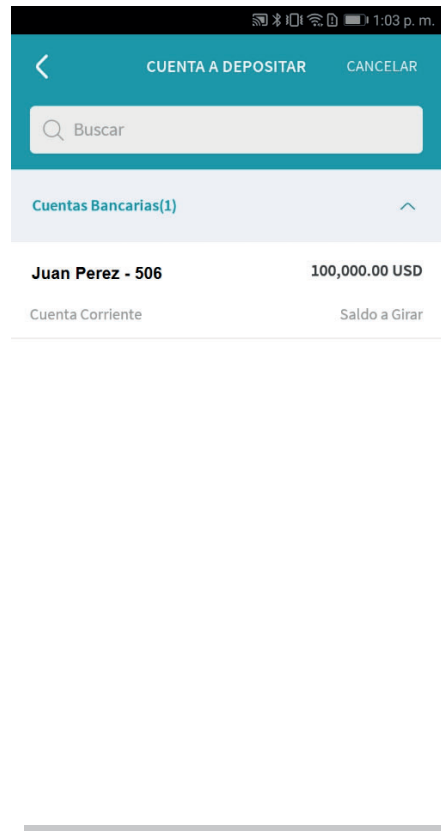 1:03 p. m.
CUENTA A DEPOSITAR CANCELAR
Buscar
Cuentas Bancarias(1)
Juan Perez - 506 100,000.00 USD
Cuenta Corriente Saldo a Girar